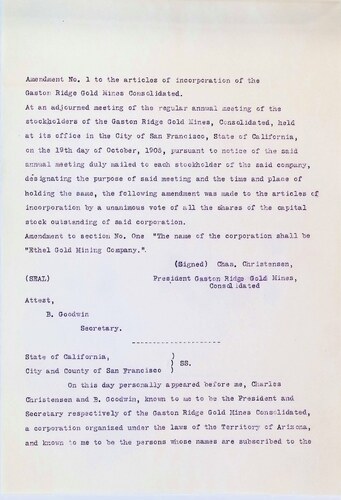 Amendment No. 1 to the articles of incorporation of the
Gaston Ridge Gold Mines Consolidated.
At an adjourned meeting of the regular annual meeting of the
stockholders of the Gaston Ridge Gold Mines, Consolidated, held
at its office in the City of San Francisco, State of California,
on the 19th day of October, 1908, pursuant to notice of the said
annual meeting duly mailed to each stockholder of the said company,
designating the purpose of said meeting and the time and place of
holding the same, the following amendment was made to the articles of
incorporation by a unanimous vote of all the shares of the capital
stock outstanding of said corporation.
Amendment to section No. One "The name of the corporation shall be
"Ethel Gold Mining Company.".
(Signed) Chas. Christensen,
(SEAL) President Gaston Ridge Gold Mines,
Consolidated
Attest,
B. Goodwin
Secretary.
--------------------
State of California, )
) SS.
City and County of San Francisco )
On this day personally appeared before me, Charles
Christensen and B. Goodwin, known to me to be the President and
Secretary respectively of the Gaston Ridge Gold Mines Consolidated,
a corporation organized under the laws of the Territory of Arizona,
and known to me to be the persons whose names are subscribed to the